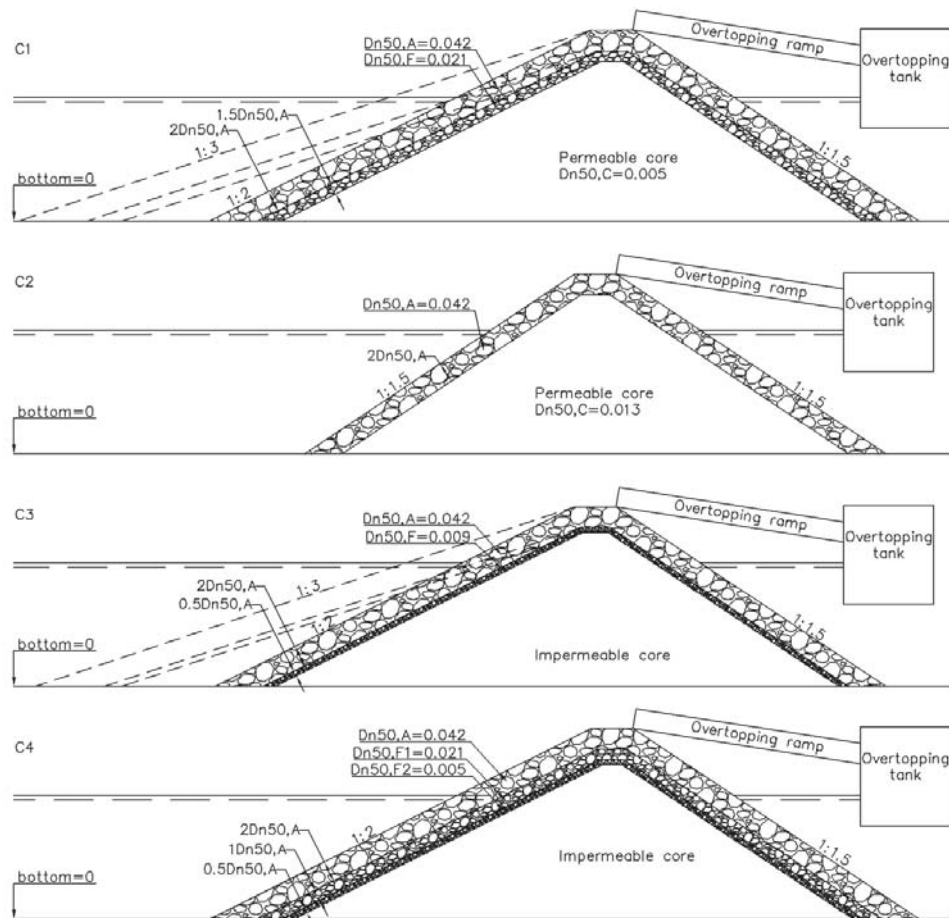 C1
Dn50,A=0.042
Dn50,F=0.021
Overtopping ramp
Overtopping
tank
1.5Dn50,A
2Dn50,A
1:3
1:2
bottom=0
Permeable core
Dn50,C=0.005
1:1.5
C2
Dn50,A=0.042
Overtopping ramp
Overtopping
tank
2Dn50,A
1:1.5
bottom=0
Permeable core
Dn50,C=0.013
1:1.5
C3
Dn50,A=0.042
Dn50,F=0.009
Overtopping ramp
Overtopping
tank
2Dn50,A
0.5Dn50,A
1:3
1:2
bottom=0
Impermeable core
1:1.5
C4
Dn50,A=0.042
Dn50,F1=0.021
Dn50,F2=0.005
Overtopping ramp
Overtopping
tank
2Dn50,A
1Dn50,A
0.5Dn50,A
1:2
bottom=0
Impermeable core
1:1.5